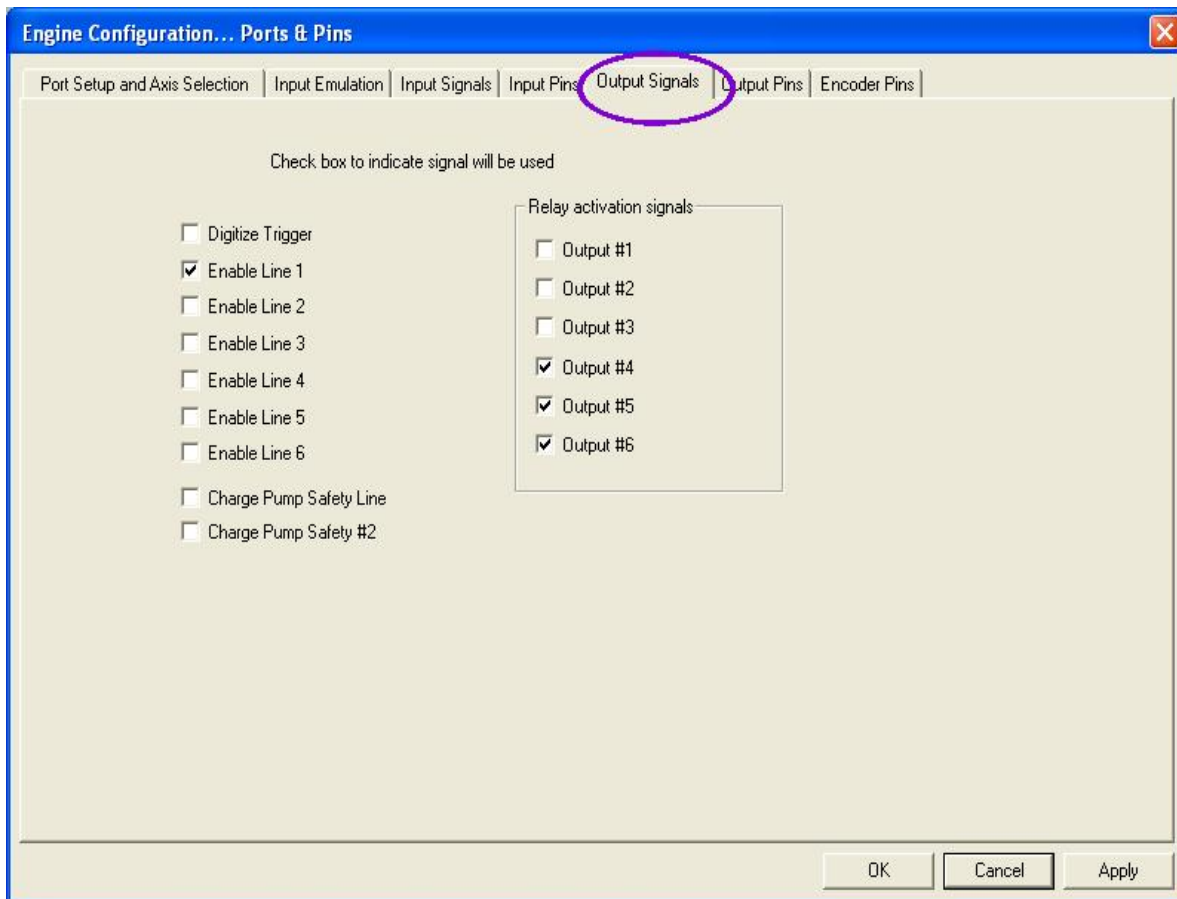 Engine Configuration... Ports & Pins
Port Setup and Axis Selection
Input Emulation
Input Signals
Input Pins
Output Signals
Output Pins
Encoder Pins
Check box to indicate signal will be used
Digitize Trigger
Enable Line 1
Enable Line 2
Enable Line 3
Enable Line 4
Enable Line 5
Enable Line 6
Charge Pump Safety Line
Charge Pump Safety #2
Relay activation signals
Output #1
Output #2
Output #3
Output #4
Output #5
Output #6
OK
Cancel
Apply